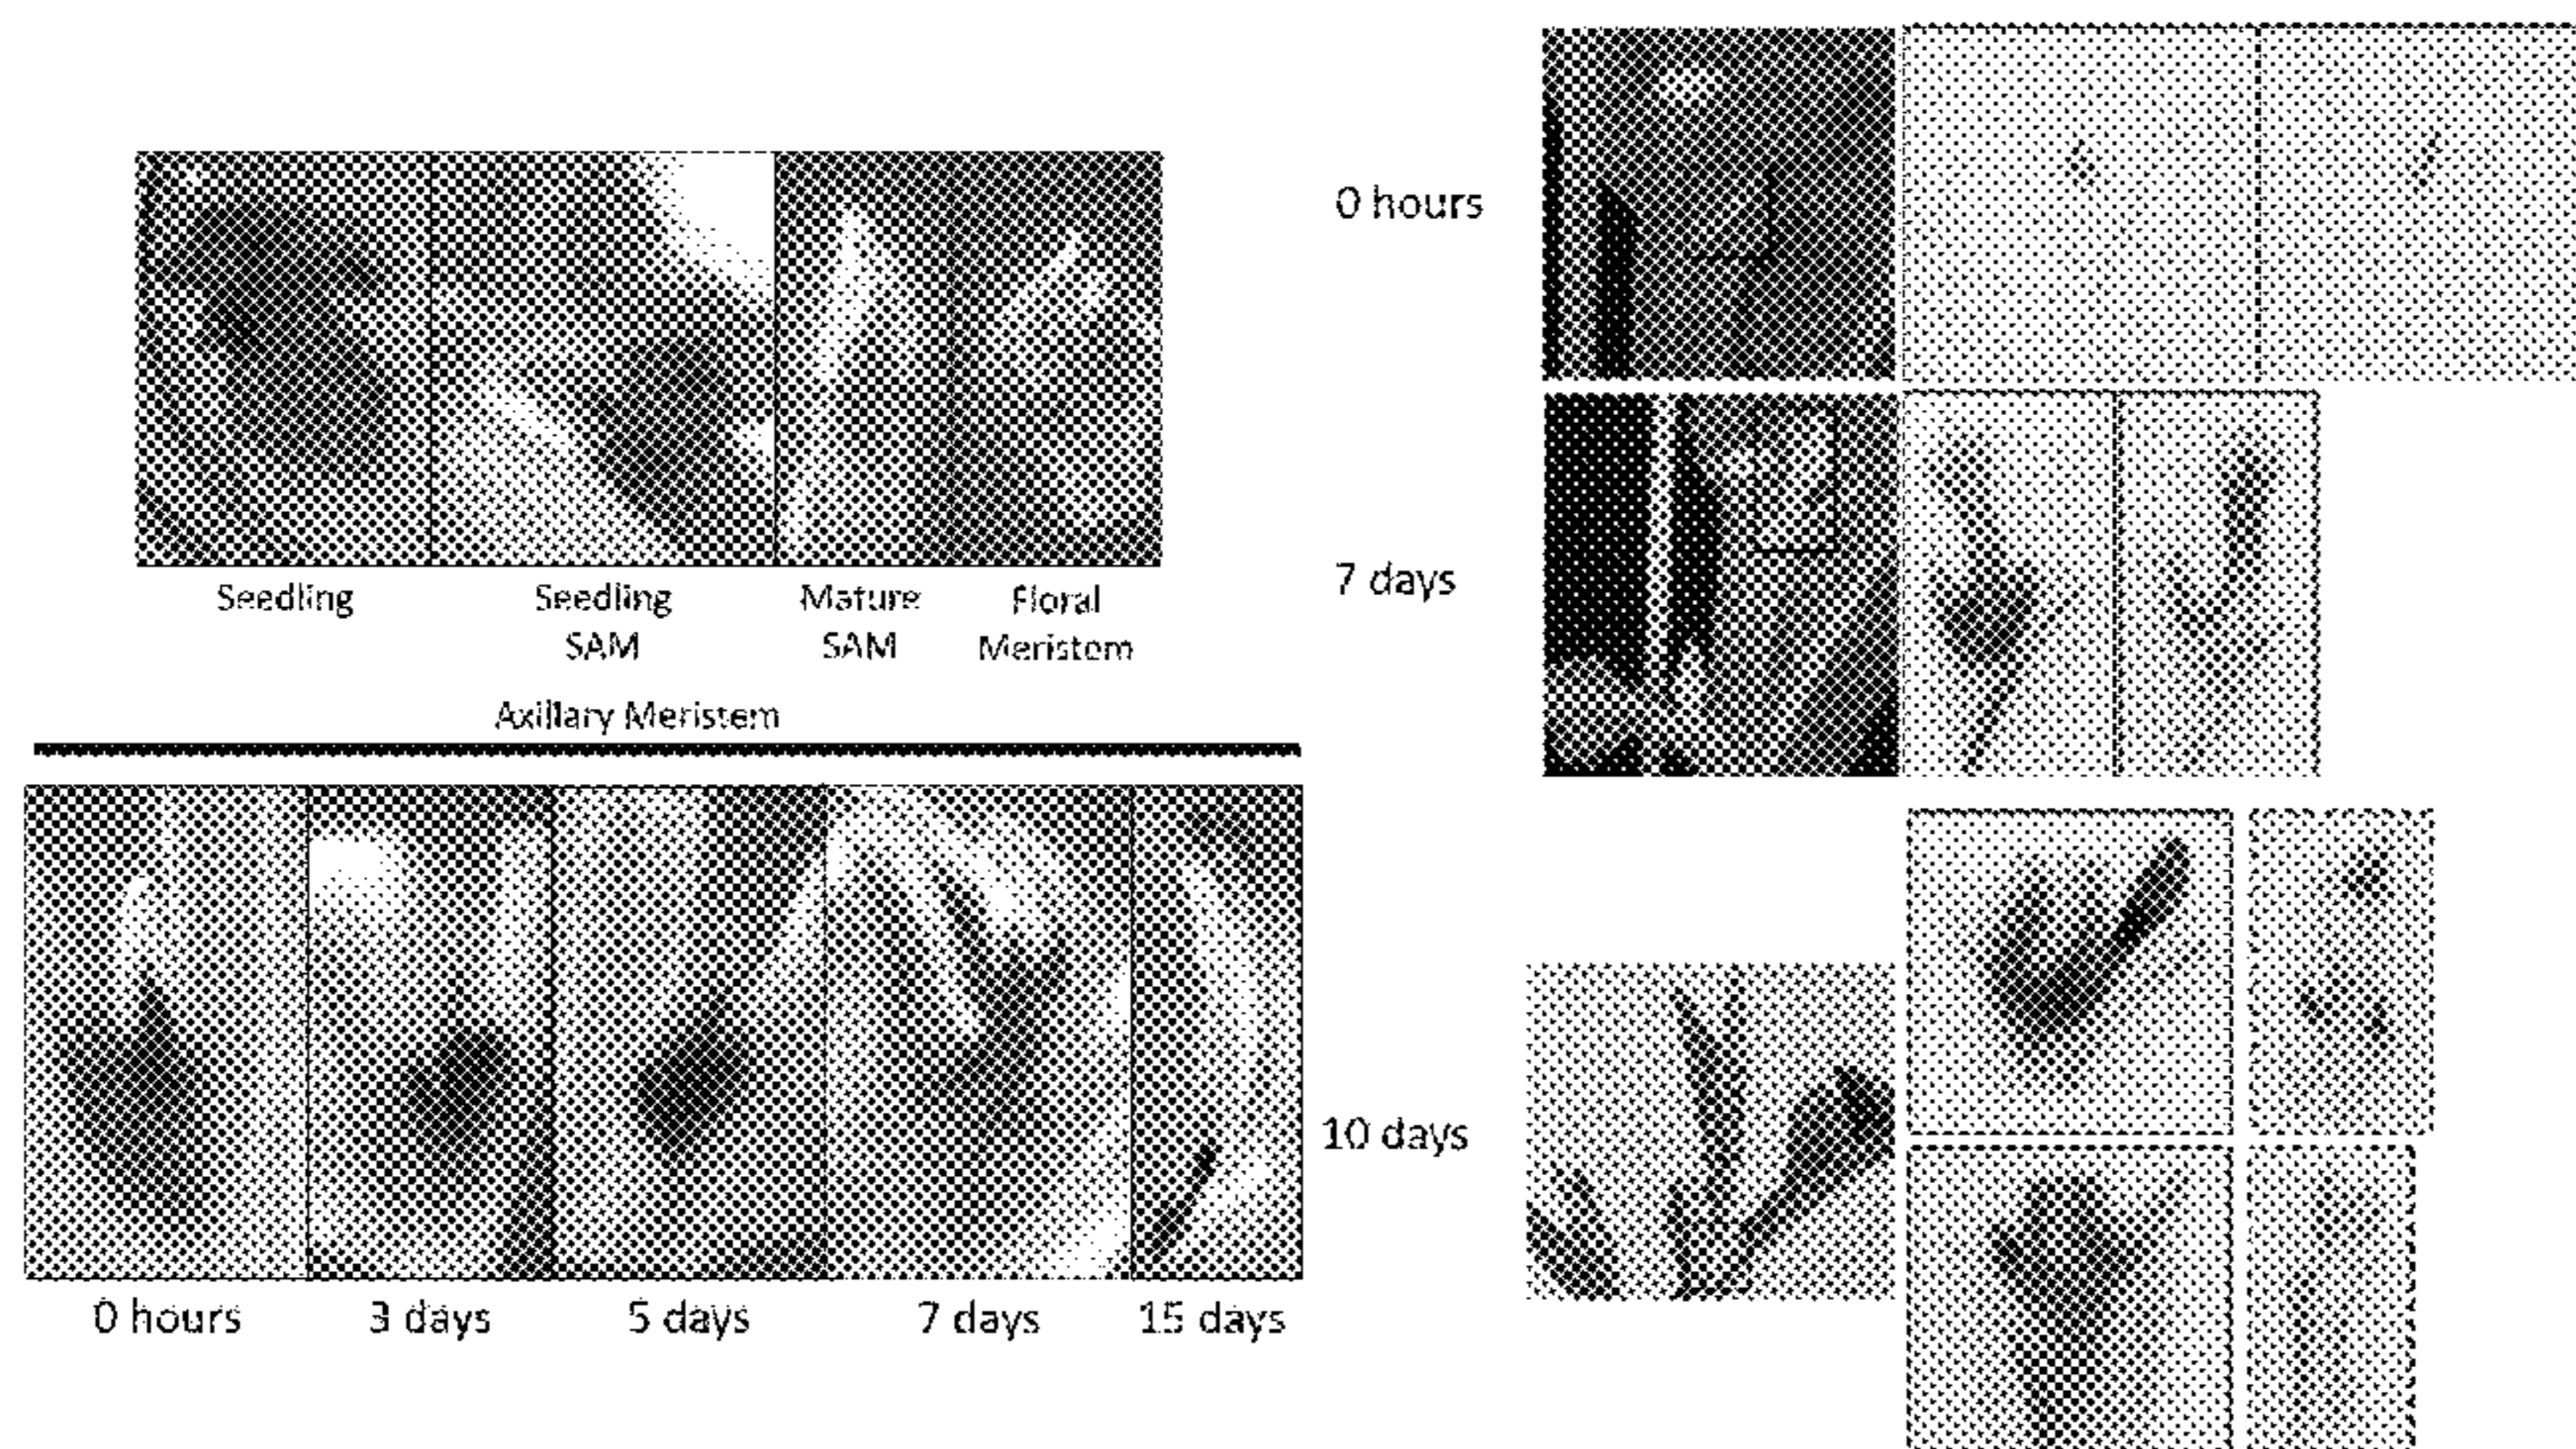 Seedling
Seedling
SAM
Mature
SAM
Floral
Meristem
Axillary Meristem
0 hours
3 days
5 days
7 days
15 days
0 hours
7 days
10 days